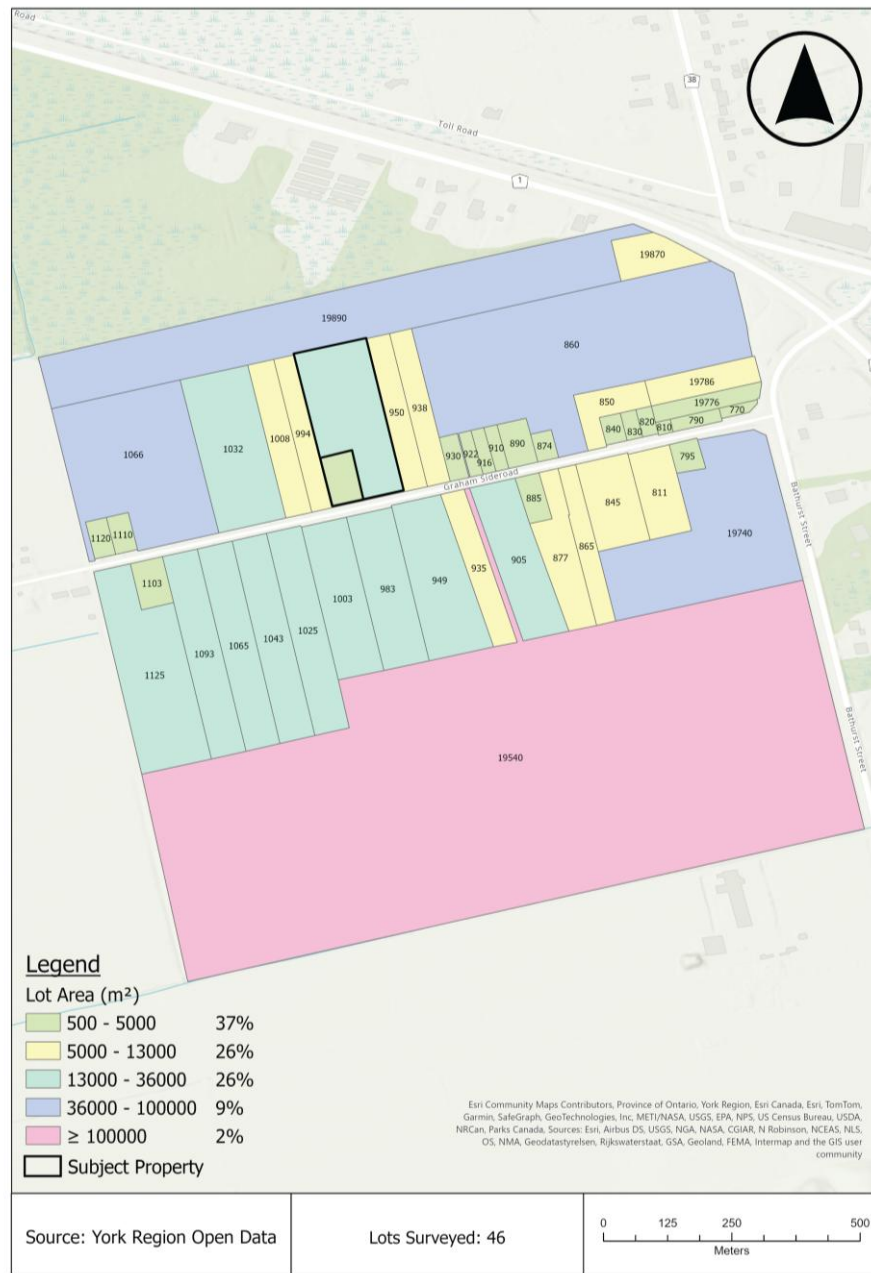 Road
38
Toll Road
1
19870
19890
860
19786
850
19776
770
790
820
810
840
830
950
938
994
1008
1032
1066
890
910
874
930
922
916
Graham Sideroad
795
885
845
811
1120
1110
19740
Bathurst Street
877
865
905
935
1103
949
983
1003
1025
1043
1065
1093
1125
Bathurst Street
19540
Legend
Lot Area (m²)
500 - 5000 37%
5000 - 13000 26%
13000 - 36000 26%
36000 - 100000 9%
≥ 100000 2%
Subject Property
Esri Community Maps Contributors, Province of Ontario, York Region, Esri Canada, Esri, TomTom,
Garmin, SafeGraph, GeoTechnologies, Inc, METI/NASA, USGS, EPA, NPS, US Census Bureau, USDA,
NRCan, Parks Canada, Sources: Esri, Airbus DS, USGS, NGA, NASA, CGIAR, N Robinson, NCEAS, NLS,
OS, NMA, Geodatastyrelsen, Rijkswaterstaat, GSA, Geoland, FEMA, Intermap and the GIS user
community
Source: York Region Open Data
Lots Surveyed: 46
0 125 250 500
Meters